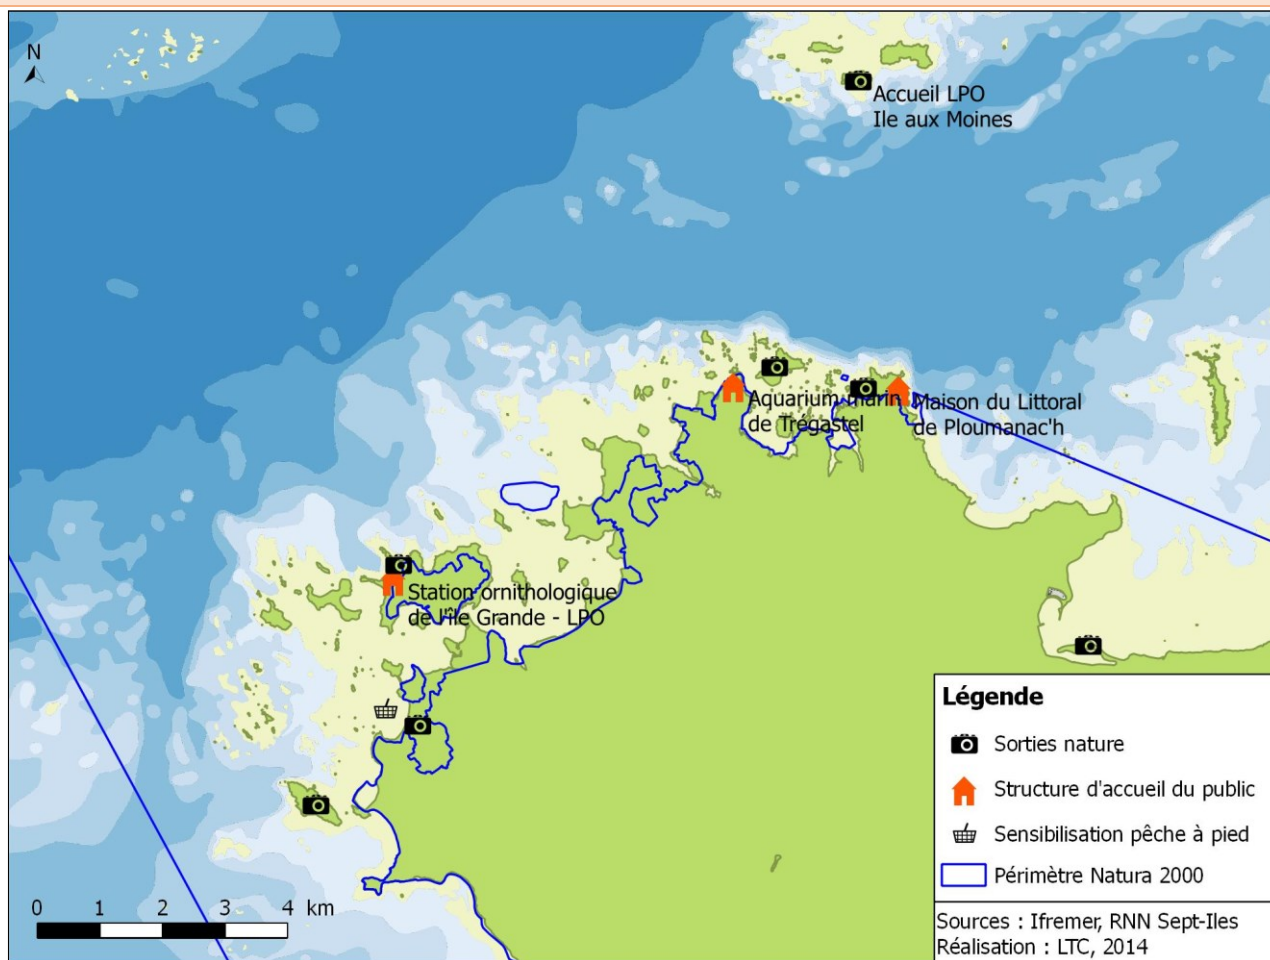 N
Accueil LPO
Ile aux Moines
Aquarium marin
de Trégastel
Maison du Littoral
de Ploumanac'h
Station ornithologique
de l'Ile Grande - LPO
Légende
Sorties nature
Structure d'accueil du public
Sensibilisation pêche à pied
Périmètre Natura 2000
0 1 2 3 4 km
Sources : Ifremer, RNN Sept-Iles
Réalisation : LTC, 2014